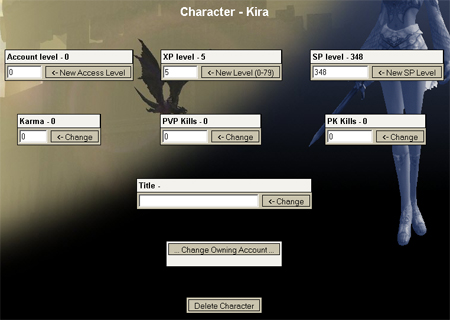 Character - Kira
Account level - 0 XP level - 5 SP level - 348
0 <- New Access Level 5 <- New Level (0-79) 348 <- New SP Level
Karma - 0 PVP Kills - 0 PK Kills - 0
0 <- Change 0 <- Change 0 <- Change
Title -
<- Change
... Change Owning Account ...
Delete Character